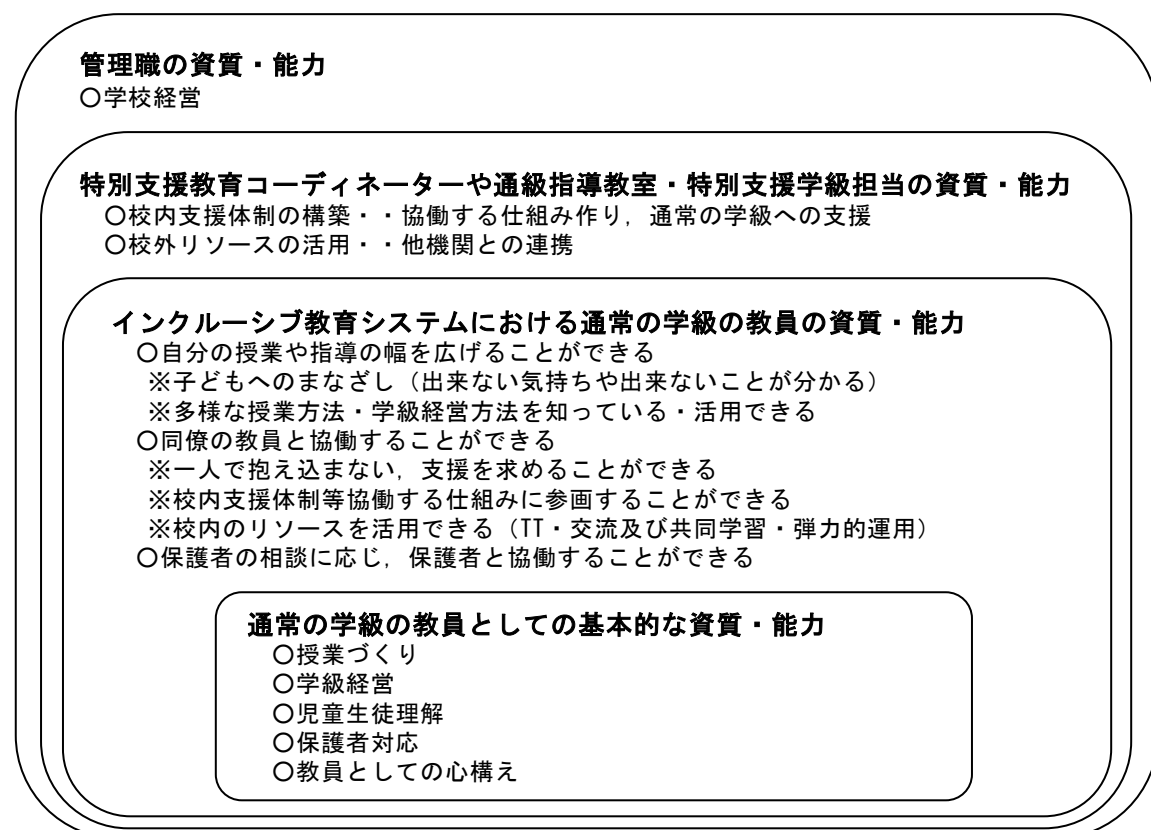 管理職の資質・能力
○学校経営
特別支援教育コーディネーターや通級指導教室・特別支援学級担当の資質・能力
○校内支援体制の構築・・協働する仕組み作り，通常の学級への支援
○校外リソースの活用・・他機関との連携
インクルーシブ教育システムにおける通常の学級の教員の資質・能力
○自分の授業や指導の幅を広げることができる
※子どもへのまなざし（出来ない気持ちや出来ないことが分かる）
※多様な授業方法・学級経営方法を知っている・活用できる
○同僚の教員と協働することができる
※一人で抱え込まない，支援を求めることができる
※校内支援体制等協働する仕組みに参画することができる
※校内のリソースを活用できる（TT・交流及び共同学習・弾力的運用）
○保護者の相談に応じ，保護者と協働することができる
通常の学級の教員としての基本的な資質・能力
○授業づくり
○学級経営
○児童生徒理解
○保護者対応
○教員としての心構え